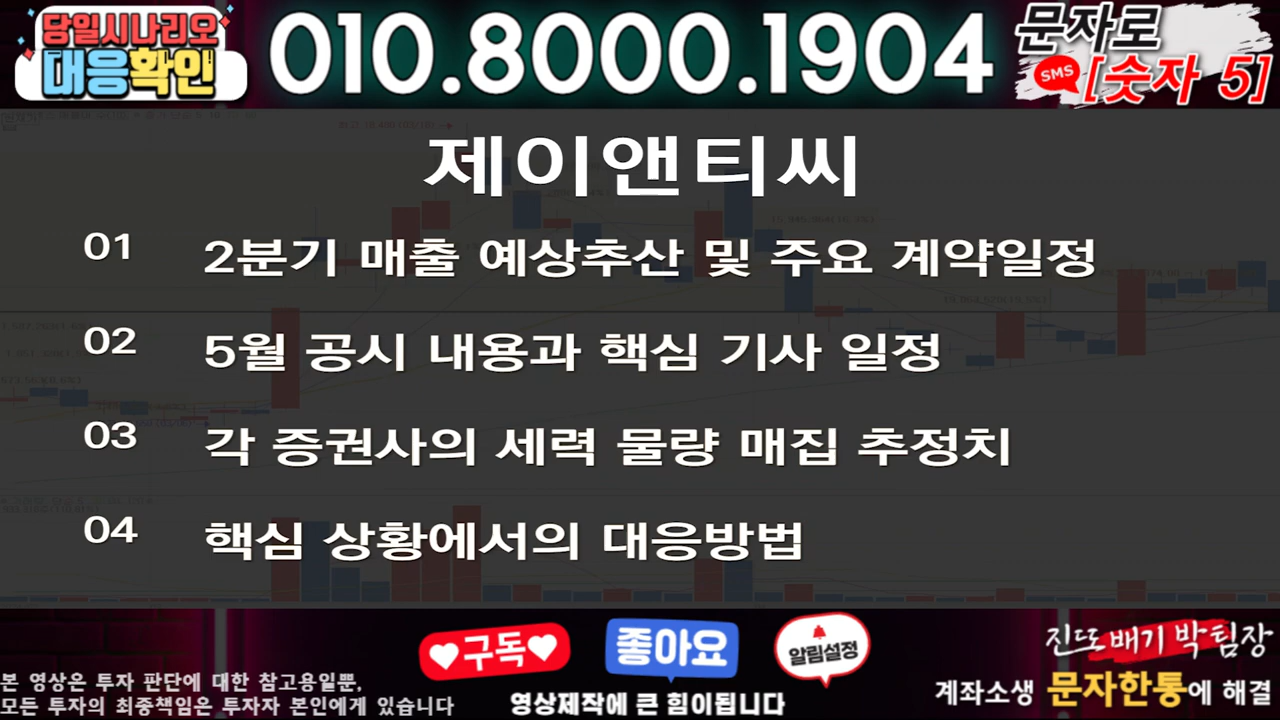 당일시나리오
대응확인
010.8000.1904
문자로
SMS
[숫자 5]
제이앤티씨
01 2분기 매출 예상추산 및 주요 계약일정
02 5월 공시 내용과 핵심 기사 일정
03 각 증권사의 세력 물량 매집 추정치
04 핵심 상황에서의 대응방법
구독
좋아요
알림설정
영상제작에 큰 힘이됩니다
본 영상은 투자 판단에 대한 참고용일뿐,
모든 투자의 최종책임은 투자자 본인에게 있습니다
진또배기 박팀장
계좌소생 문자한통에 해결